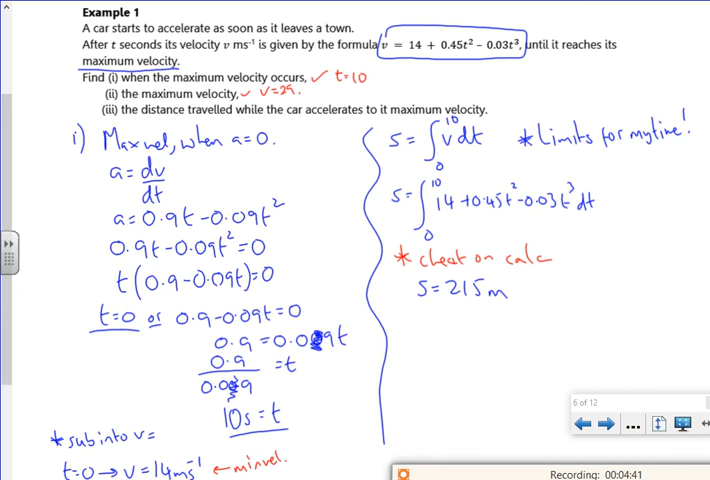 Example 1
A car starts to accelerate as soon as it leaves a town.
After t seconds its velocity v ms⁻¹ is given by the formula v = 14 + 0.45t² − 0.03t³, until it reaches its
maximum velocity.
Find (i) when the maximum velocity occurs, ✓ t=10
(ii) the maximum velocity, ✓ v=29.
(iii) the distance travelled while the car accelerates to it maximum velocity.
i) Max vel, when a=0.
a = dv/dt
a = 0.9t − 0.09t²
0.9t − 0.09t² = 0
t(0.9 − 0.09t) = 0
t=0 or 0.9 − 0.09t = 0
0.9 = 0.09t
0.9/0.09 = t
10s = t
* sub into v =
t=0 → v = 14ms⁻¹ ← min vel.
s = ∫₀¹⁰ v dt * Limits for my time!
s = ∫₀¹⁰ 14 + 0.45t² − 0.03t³ dt
* cheat on calc
s = 215m
6 of 12
...
Recording: 00:04:41